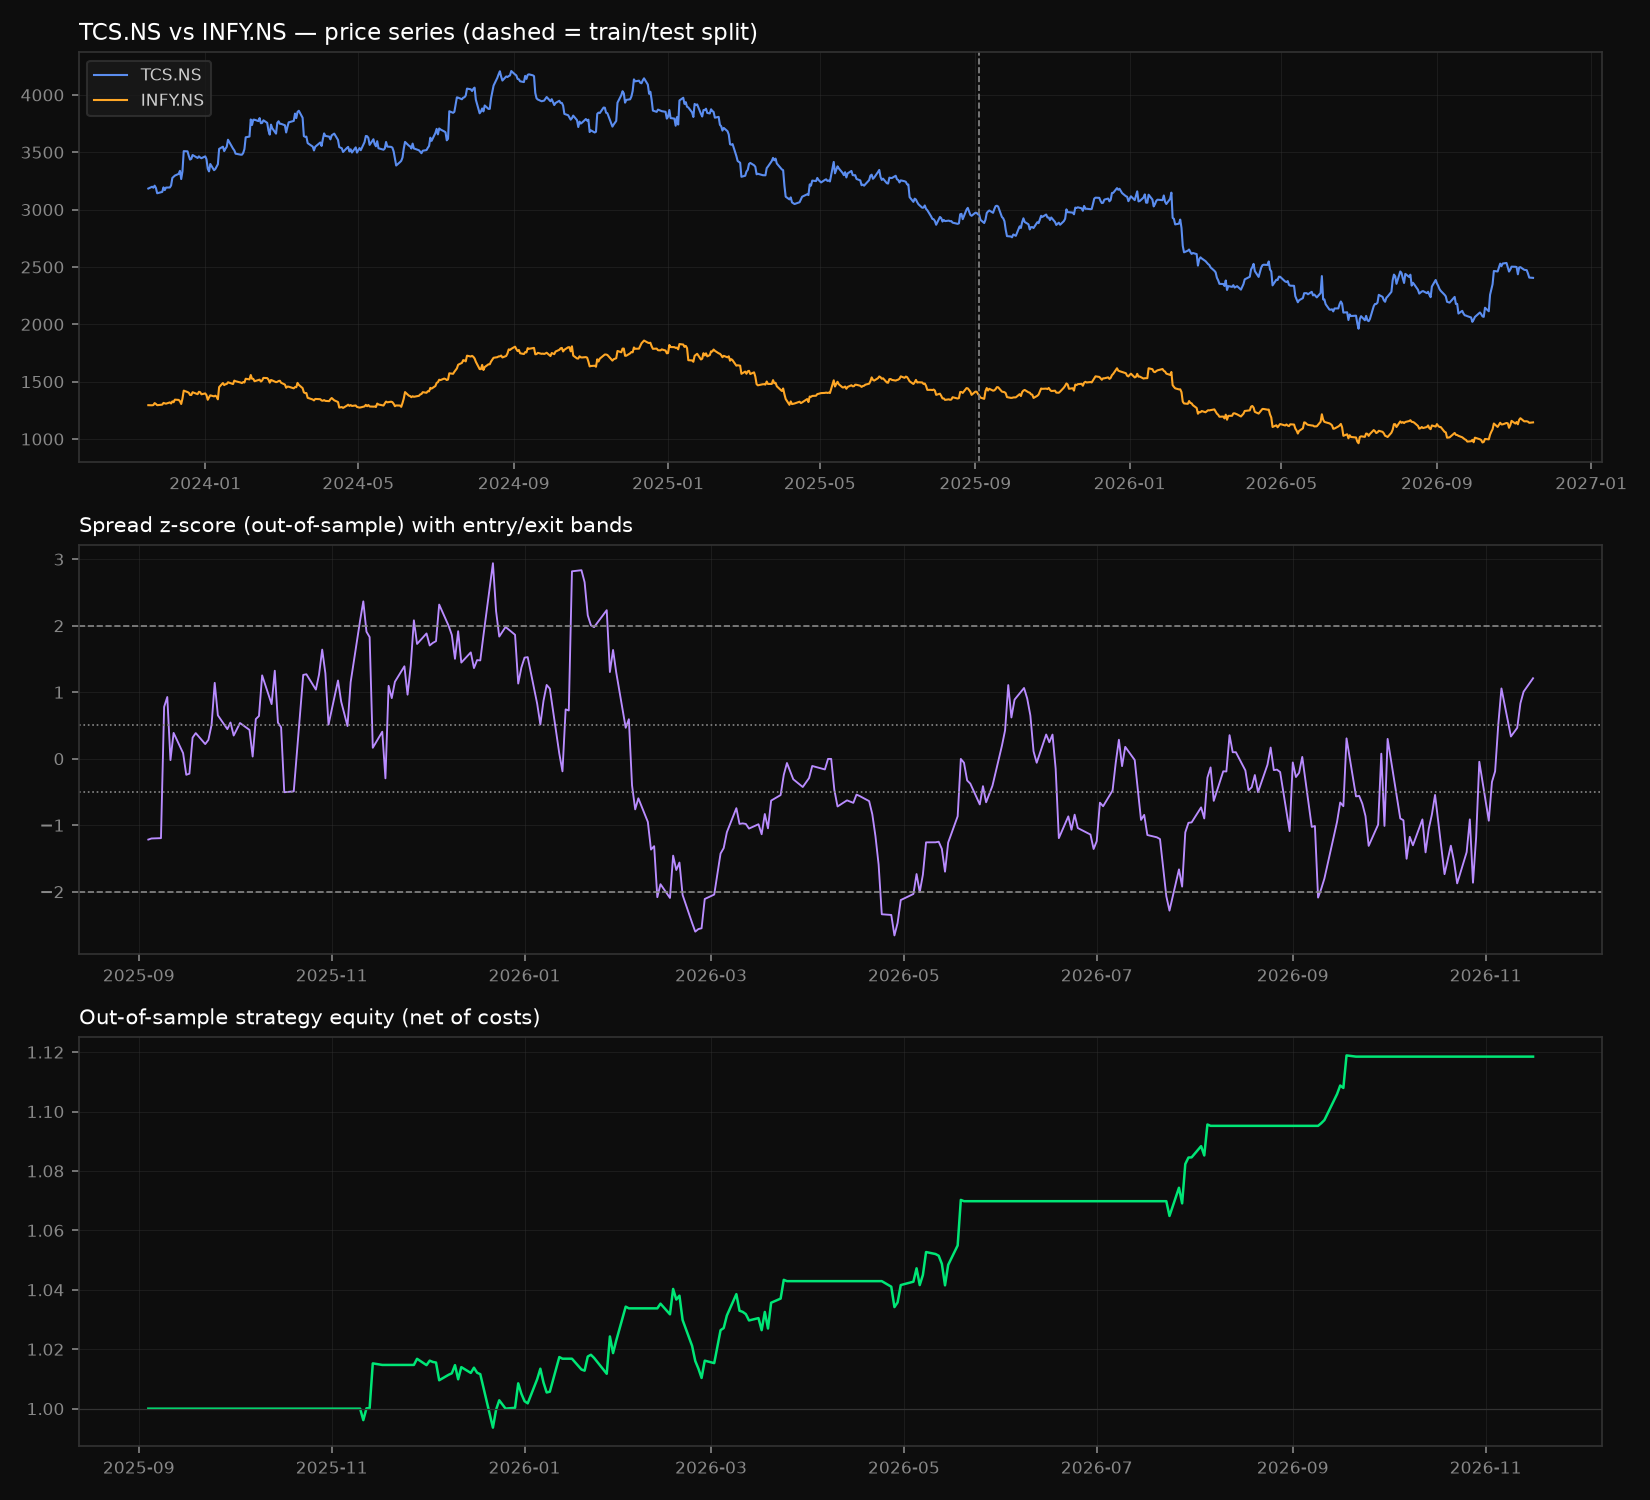 TCS.NS vs INFY.NS — price series (dashed = train/test split)
TCS.NS
INFY.NS
4000
3500
3000
2500
2000
1500
1000
2024-01 2024-05 2024-09 2025-01 2025-05 2025-09 2026-01 2026-05 2026-09 2027-01
Spread z-score (out-of-sample) with entry/exit bands
3
2
1
0
−1
−2
2025-09 2025-11 2026-01 2026-03 2026-05 2026-07 2026-09 2026-11
Out-of-sample strategy equity (net of costs)
1.12
1.10
1.08
1.06
1.04
1.02
1.00
2025-09 2025-11 2026-01 2026-03 2026-05 2026-07 2026-09 2026-11